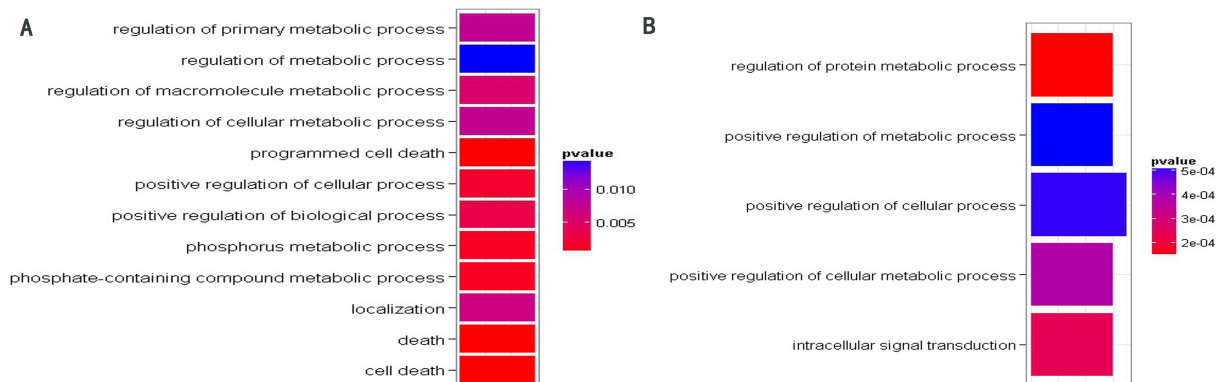 A
regulation of primary metabolic process
regulation of metabolic process
regulation of macromolecule metabolic process
regulation of cellular metabolic process
programmed cell death
positive regulation of cellular process
positive regulation of biological process
phosphorus metabolic process
phosphate-containing compound metabolic process
localization
death
cell death
pvalue
0.010
0.005
B
regulation of protein metabolic process
positive regulation of metabolic process
positive regulation of cellular process
positive regulation of cellular metabolic process
intracellular signal transduction
pvalue
5e-04
4e-04
3e-04
2e-04